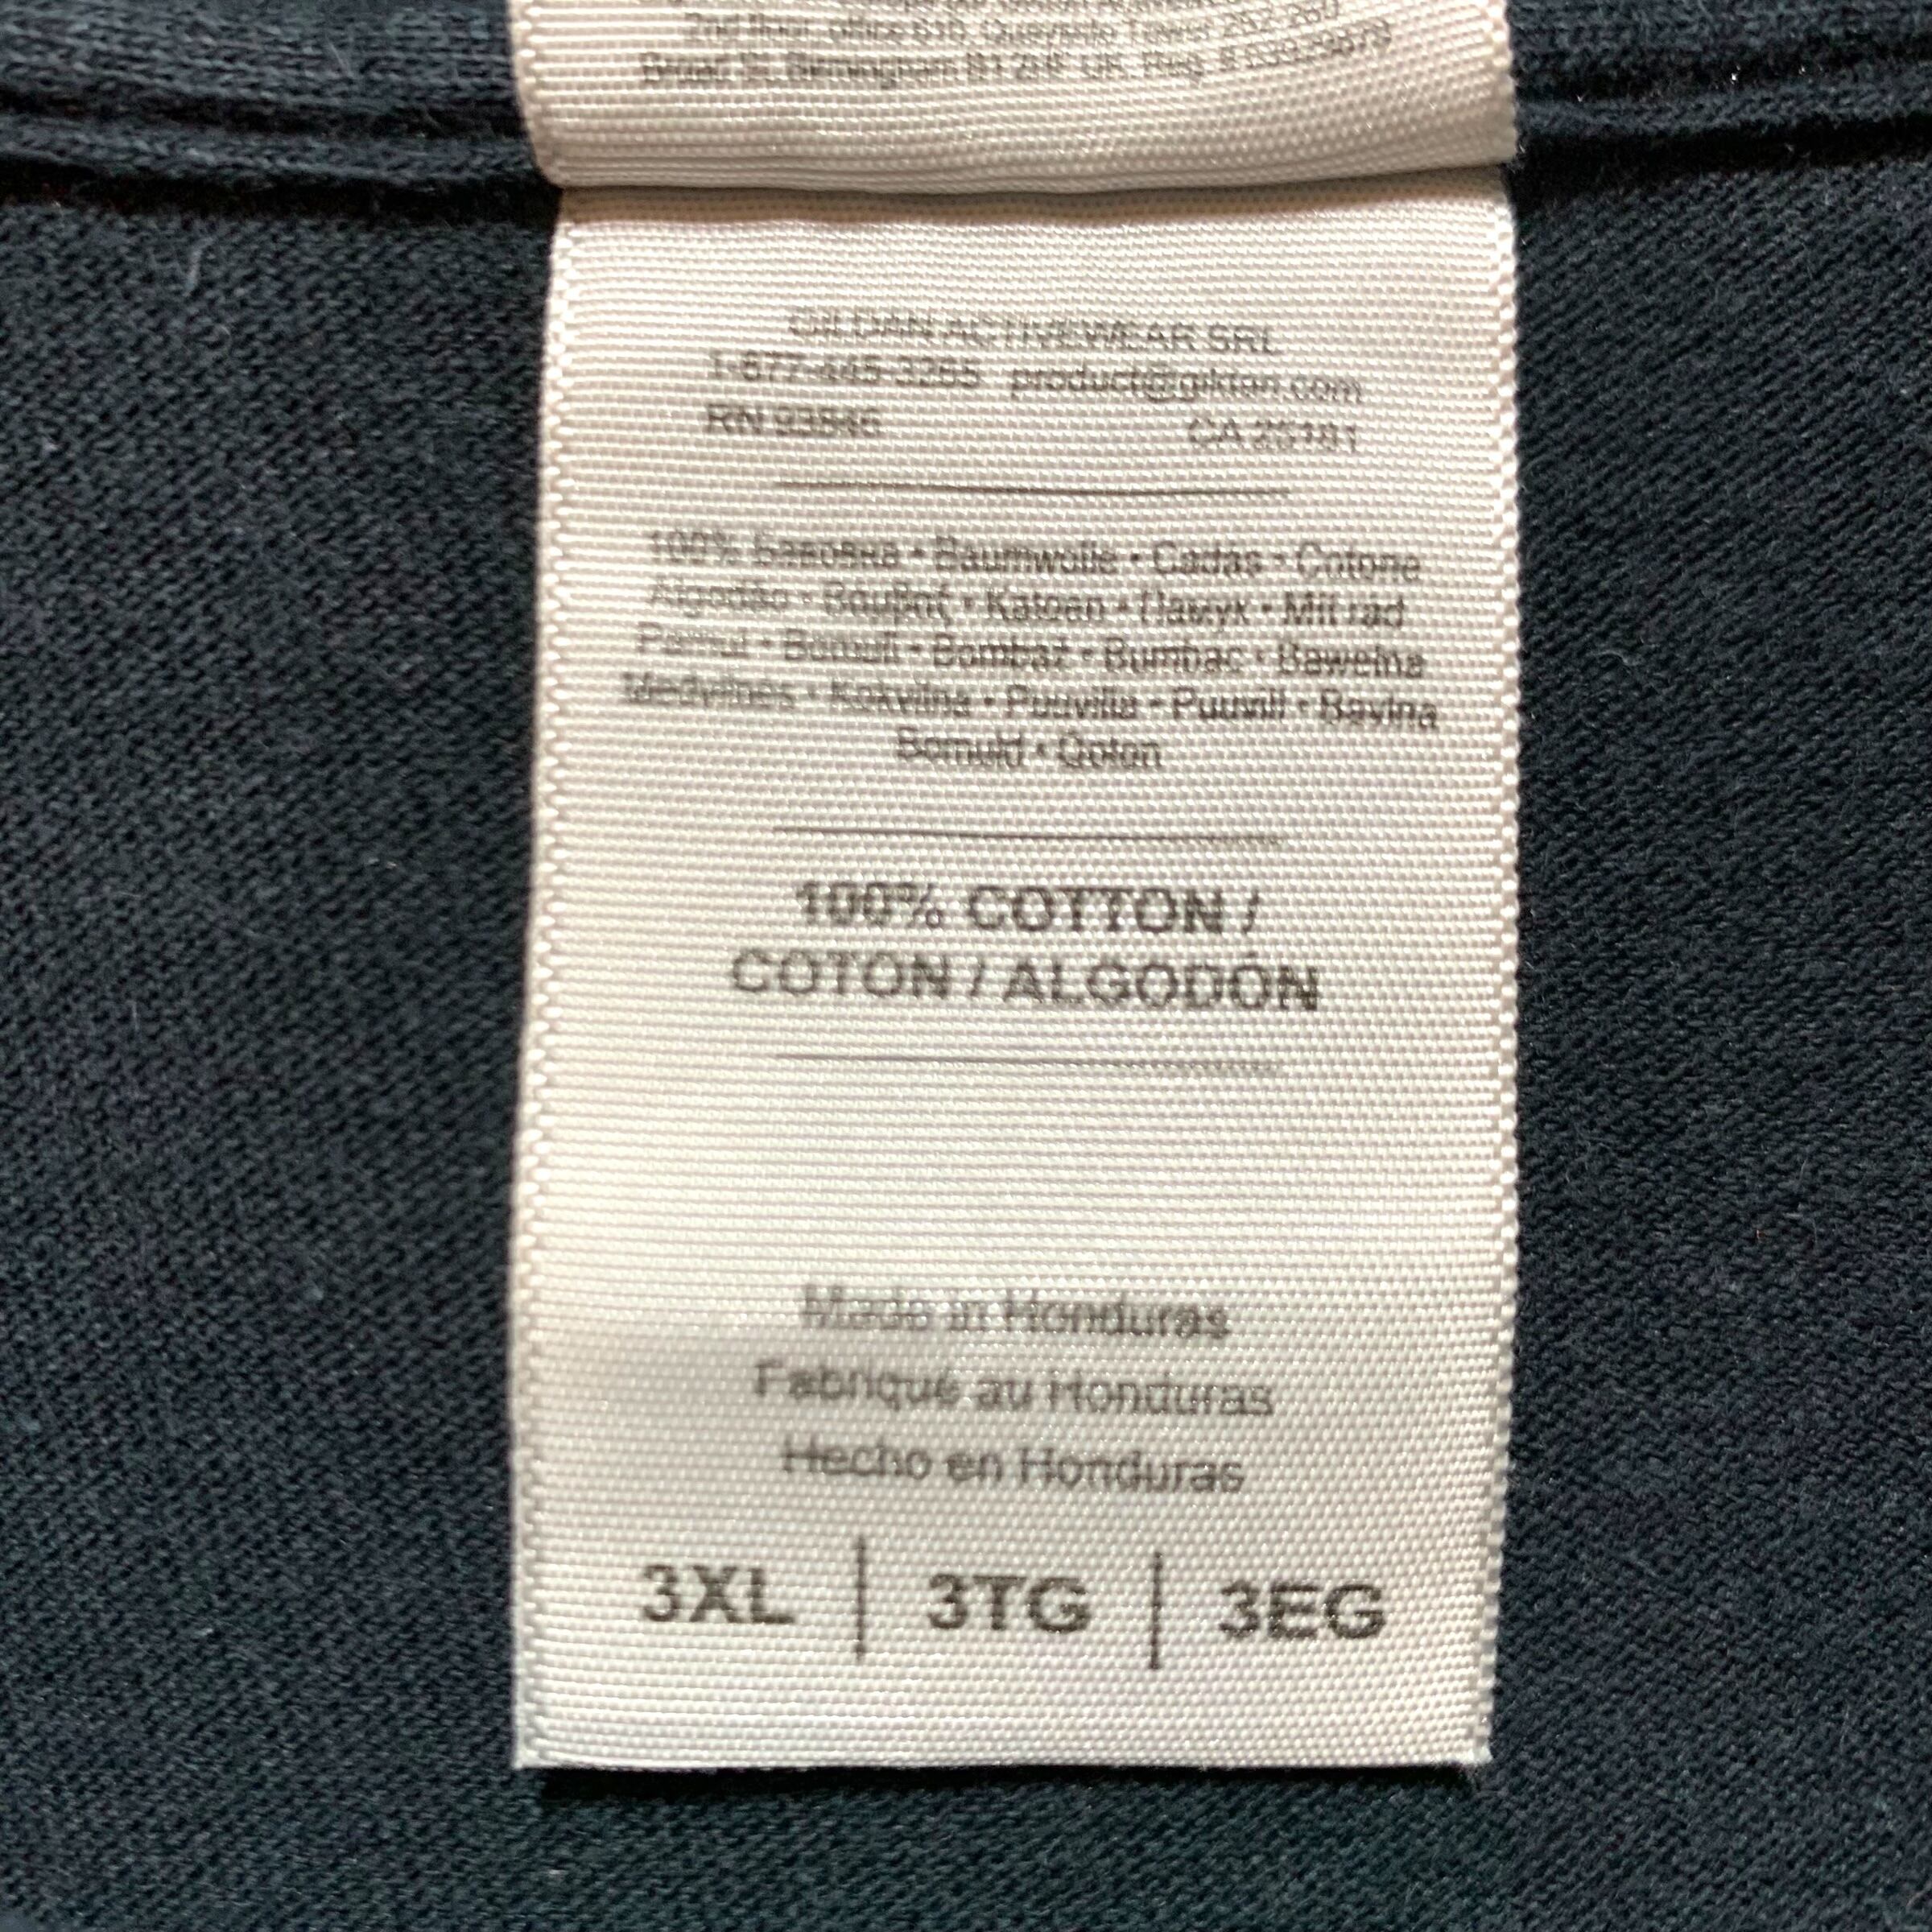 2nd floor, office 610, Quayside Tower 252-260
Broad St, Birmingham B1 2HF UK, Reg.
GILDAN ACTIVEWEAR SRL
1-877-445-3265 product@gildan.com
RN 93846 CA 25181
100% Бавовна • Baumwolle • Cadás • Cotone
Algodão • Βαμβάκι • Katoen • Памук • Mit rad
Pamut • Bomull • Bombaž • Bumbac • Bawełna
Medvilnės • Kokvilna • Puuvilla • Puuvill • Bavlna
Bomuld • Qoton
100% COTTON /
COTON / ALGODÓN
Made in Honduras
Fabriqué au Honduras
Hecho en Honduras
3XL | 3TG | 3EG